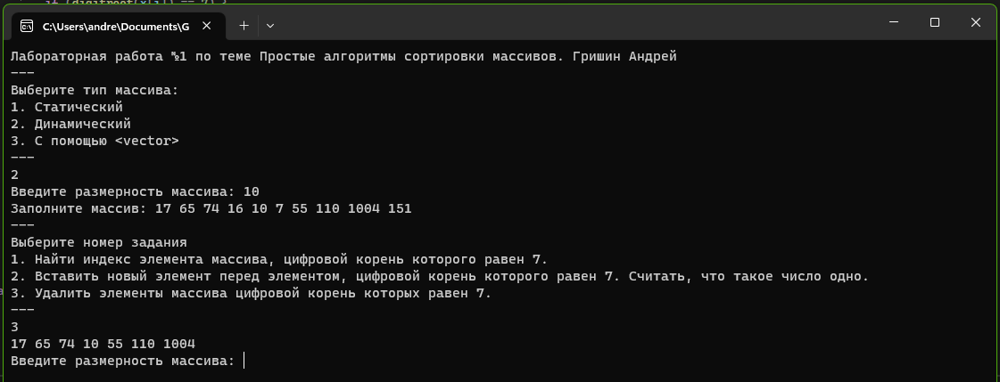 C:\Users\andre\Documents\G
Лабораторная работа №1 по теме Простые алгоритмы сортировки массивов. Гришин Андрей
---
Выберите тип массива:
1. Статический
2. Динамический
3. С помощью <vector>
---
2
Введите размерность массива: 10
Заполните массив: 17 65 74 16 10 7 55 110 1004 151
---
Выберите номер задания
1. Найти индекс элемента массива, цифровой корень которого равен 7.
2. Вставить новый элемент перед элементом, цифровой корень которого равен 7. Считать, что такое число одно.
3. Удалить элементы массива цифровой корень которых равен 7.
---
3
17 65 74 10 55 110 1004
Введите размерность массива: